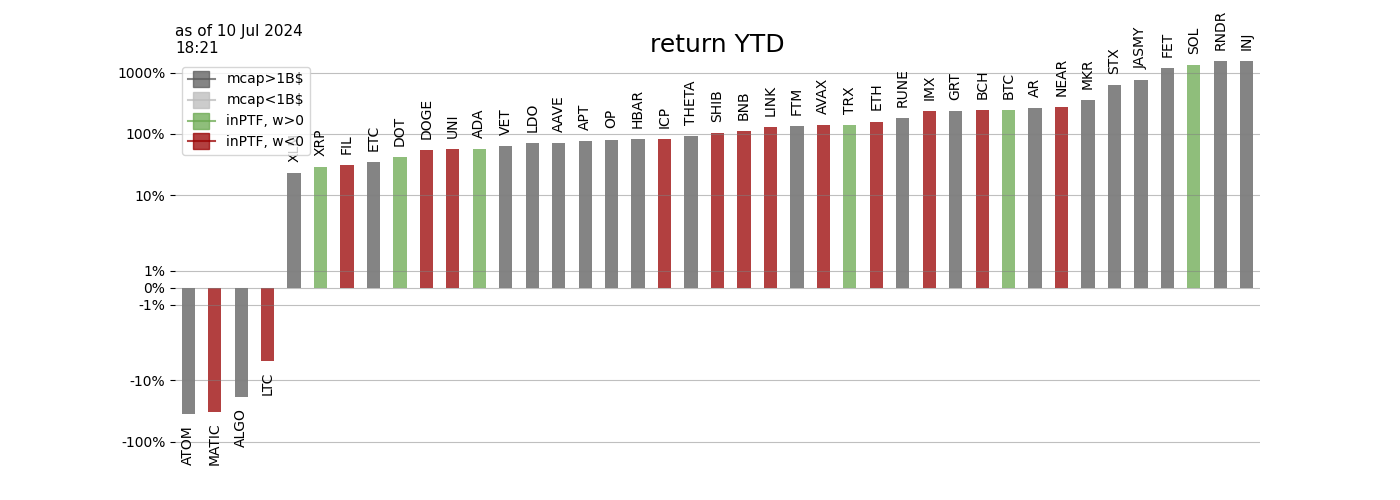 as of 10 Jul 2024
18:21
return YTD
mcap>1B$
mcap<1B$
inPTF, w>0
inPTF, w<0
1000%
100%
10%
1%
0%
-1%
-10%
-100%
ATOM
MATIC
ALGO
LTC
XRP
FIL
ETC
DOT
DOGE
UNI
ADA
VET
LDO
AAVE
APT
OP
HBAR
ICP
THETA
SHIB
BNB
LINK
FTM
AVAX
TRX
ETH
RUNE
IMX
GRT
BCH
BTC
AR
NEAR
MKR
STX
JASMY
FET
SOL
RNDR
INJ